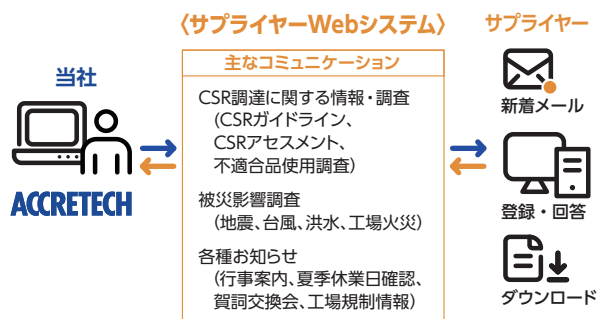 〈サプライヤーWebシステム〉
サプライヤー
当社
ACCRETECH
主なコミュニケーション
CSR調達に関する情報・調査
(CSRガイドライン、
CSRアセスメント、
不適合品使用調査)
被災影響調査
(地震、台風、洪水、工場火災)
各種お知らせ
(行事案内、夏季休業日確認、
賀詞交換会、工場規制情報)
新着メール
登録・回答
ダウンロード